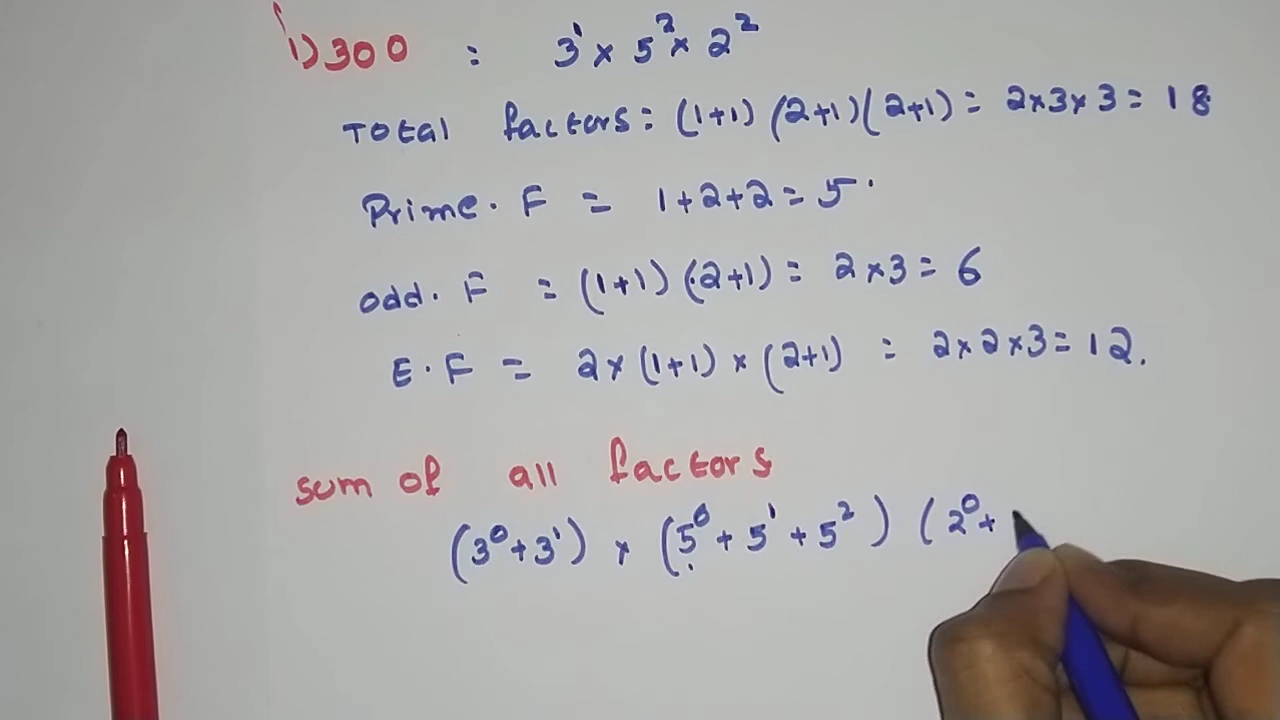 1) 300 : 3¹ × 5² × 2²
Total factors = (1+1) (2+1) (2+1) = 2×3×3 = 18.
Prime. F = 1+2+2 = 5.
odd. F = (1+1) (2+1) = 2×3 = 6
E. F = 2×(1+1) × (2+1) = 2×2×3 = 12.
sum of all factors
(3⁰+3¹) × (5⁰ + 5¹ + 5²) (2⁰+